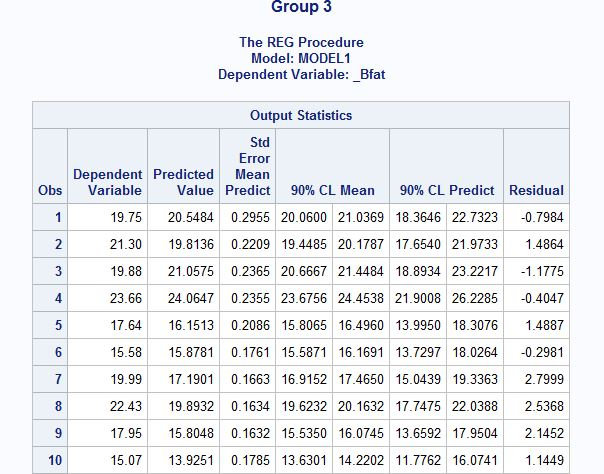 Group 3
The REG Procedure
Model: MODEL1
Dependent Variable: _Bfat
Output Statistics
Obs Dependent Variable Predicted Value Std Error Mean Predict 90% CL Mean 90% CL Predict Residual
1 19.75 20.5484 0.2955 20.0600 21.0369 18.3646 22.7323 -0.7984
2 21.30 19.8136 0.2209 19.4485 20.1787 17.6540 21.9733 1.4864
3 19.88 21.0575 0.2365 20.6667 21.4484 18.8934 23.2217 -1.1775
4 23.66 24.0647 0.2355 23.6756 24.4538 21.9008 26.2285 -0.4047
5 17.64 16.1513 0.2086 15.8065 16.4960 13.9950 18.3076 1.4887
6 15.58 15.8781 0.1761 15.5871 16.1691 13.7297 18.0264 -0.2981
7 19.99 17.1901 0.1663 16.9152 17.4650 15.0439 19.3363 2.7999
8 22.43 19.8932 0.1634 19.6232 20.1632 17.7475 22.0388 2.5368
9 17.95 15.8048 0.1632 15.5350 16.0745 13.6592 17.9504 2.1452
10 15.07 13.9251 0.1785 13.6301 14.2202 11.7762 16.0741 1.1449